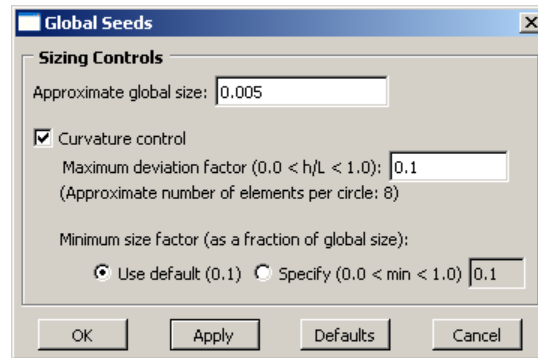 Global Seeds
Sizing Controls
Approximate global size: 0.005
Curvature control
Maximum deviation factor (0.0 < h/L < 1.0): 0.1
(Approximate number of elements per circle: 8)
Minimum size factor (as a fraction of global size):
Use default (0.1) Specify (0.0 < min < 1.0) 0.1
OK Apply Defaults Cancel